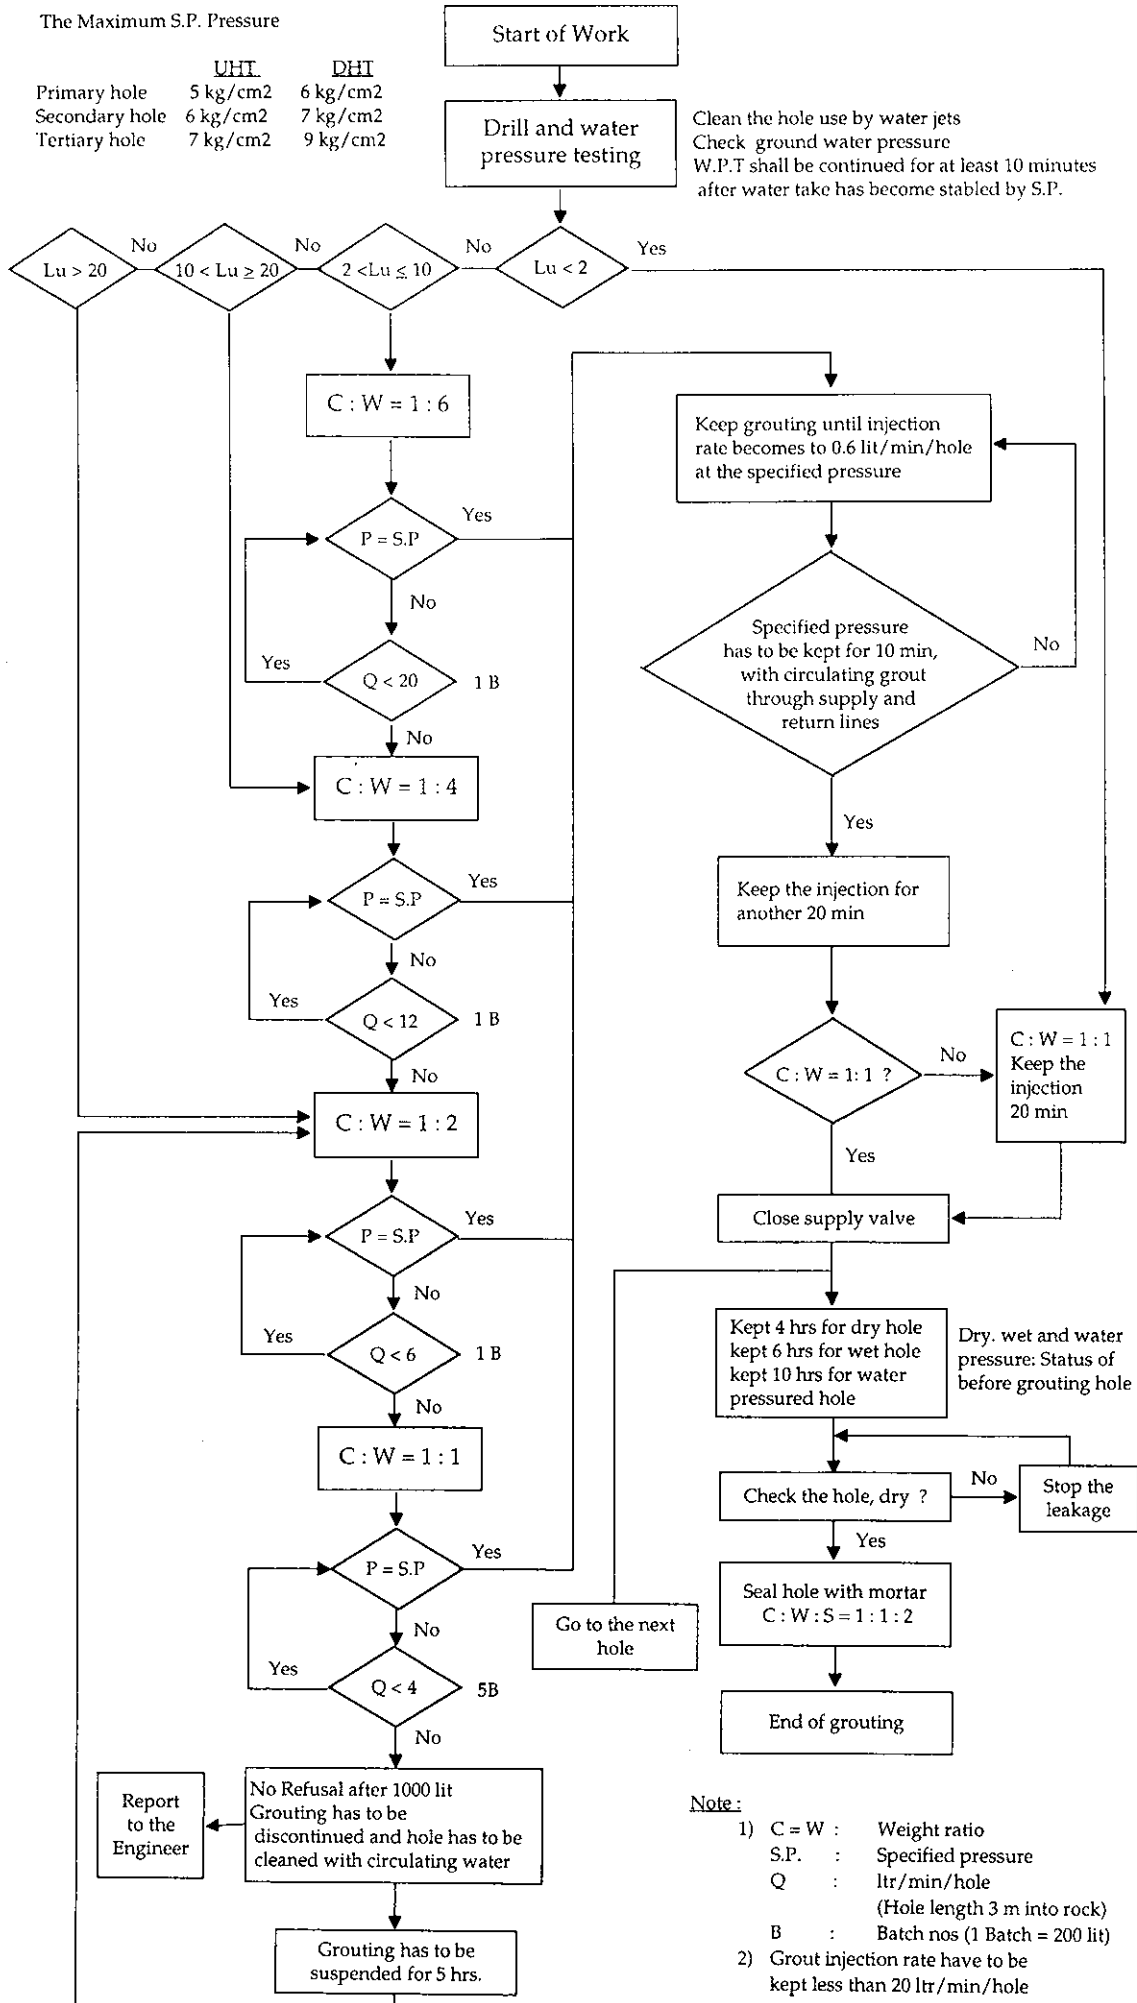 The Maximum S.P. Pressure
UHT DHT
Primary hole 5 kg/cm2 6 kg/cm2
Secondary hole 6 kg/cm2 7 kg/cm2
Tertiary hole 7 kg/cm2 9 kg/cm2
Start of Work
Drill and water
pressure testing
Clean the hole use by water jets
Check ground water pressure
W.P.T shall be continued for at least 10 minutes
after water take has become stabled by S.P.
Lu > 20
No
10 < Lu ≥ 20
No
2 <Lu ≤ 10
No
Lu < 2
Yes
C : W = 1 : 6
P = S.P
Yes
No
Q < 20
Yes
1 B
No
C : W = 1 : 4
P = S.P
Yes
No
Q < 12
Yes
1 B
No
C : W = 1 : 2
P = S.P
Yes
No
Q < 6
Yes
1 B
No
C : W = 1 : 1
P = S.P
Yes
No
Q < 4
Yes
5B
No
No Refusal after 1000 lit
Grouting has to be
discontinued and hole has to be
cleaned with circulating water
Report
to the
Engineer
Grouting has to be
suspended for 5 hrs.
Keep grouting until injection
rate becomes to 0.6 lit/min/hole
at the specified pressure
Specified pressure
has to be kept for 10 min,
with circulating grout
through supply and
return lines
No
Yes
Keep the injection for
another 20 min
C : W = 1: 1 ?
No
C : W = 1 : 1
Keep the
injection
20 min
Yes
Close supply valve
Kept 4 hrs for dry hole
kept 6 hrs for wet hole
kept 10 hrs for water
pressured hole
Dry. wet and water
pressure: Status of
before grouting hole
Check the hole, dry ?
No
Stop the
leakage
Yes
Seal hole with mortar
C : W : S = 1 : 1 : 2
Go to the next
hole
End of grouting
Note :
1) C = W : Weight ratio
S.P. : Specified pressure
Q : ltr/min/hole
(Hole length 3 m into rock)
B : Batch nos (1 Batch = 200 lit)
2) Grout injection rate have to be
kept less than 20 ltr/min/hole